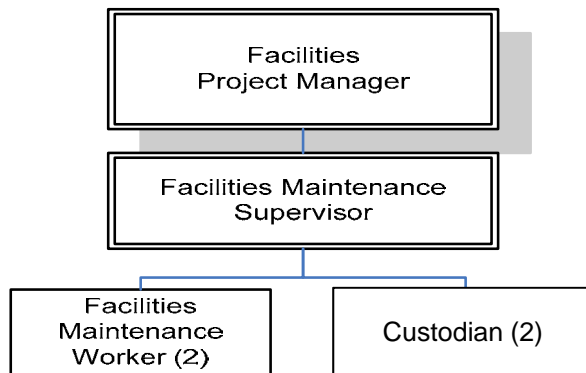 Facilities
Project Manager
Facilities Maintenance
Supervisor
Facilities
Maintenance
Worker (2)
Custodian (2)